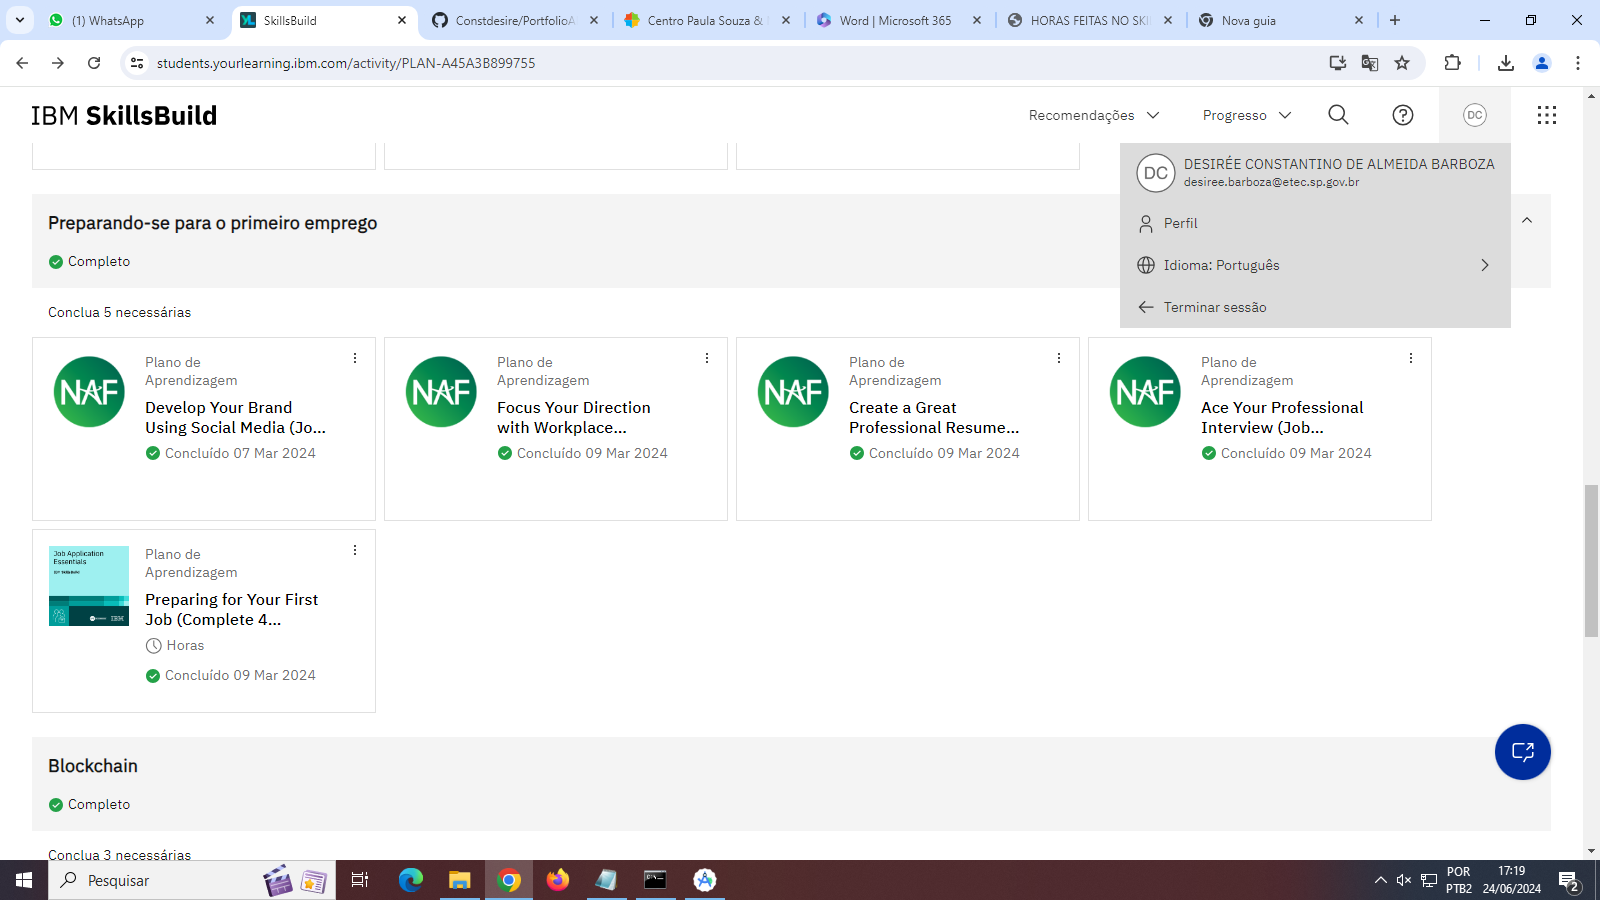 (1) WhatsApp
SkillsBuild
Constdesire/PortfolioA
Centro Paula Souza &
Word | Microsoft 365
HORAS FEITAS NO SKI
Nova guia
students.yourlearning.ibm.com/activity/PLAN-A45A3B899755
IBM SkillsBuild
Recomendações
Progresso
DC
DC
DESIRÉE CONSTANTINO DE ALMEIDA BARBOZA
desiree.barboza@etec.sp.gov.br
Perfil
Idioma: Português
Terminar sessão
Preparando-se para o primeiro emprego
Completo
Conclua 5 necessárias
NAF
Plano de
Aprendizagem
Develop Your Brand
Using Social Media (Jo...
Concluído 07 Mar 2024
NAF
Plano de
Aprendizagem
Focus Your Direction
with Workplace...
Concluído 09 Mar 2024
NAF
Plano de
Aprendizagem
Create a Great
Professional Resume...
Concluído 09 Mar 2024
NAF
Plano de
Aprendizagem
Ace Your Professional
Interview (Job...
Concluído 09 Mar 2024
Job Application
Essentials
IBM SkillsBuild
IBM
Plano de
Aprendizagem
Preparing for Your First
Job (Complete 4...
Horas
Concluído 09 Mar 2024
Blockchain
Completo
Conclua 3 necessárias
Pesquisar
POR
PTB2
17:19
24/06/2024
2